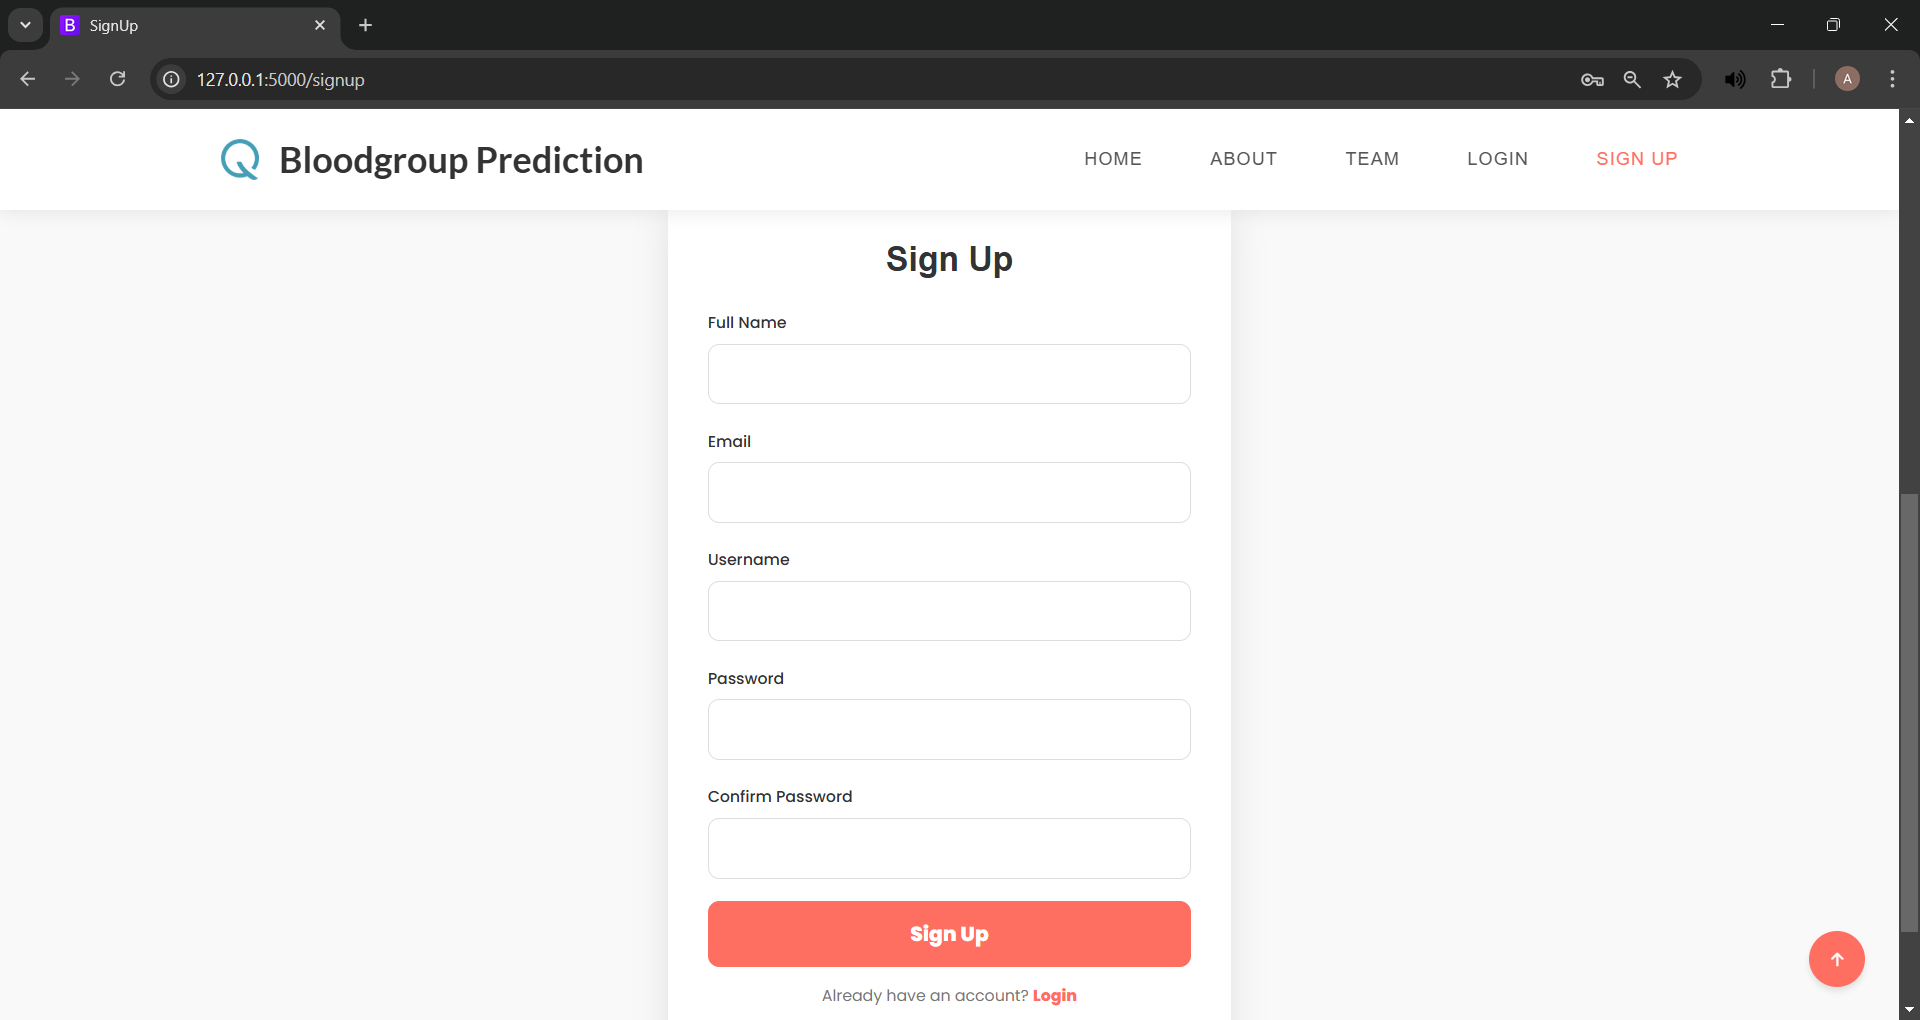 B SignUp
127.0.0.1:5000/signup
A
Bloodgroup Prediction
HOME ABOUT TEAM LOGIN SIGN UP
Sign Up
Full Name
Email
Username
Password
Confirm Password
Sign Up
Already have an account? Login